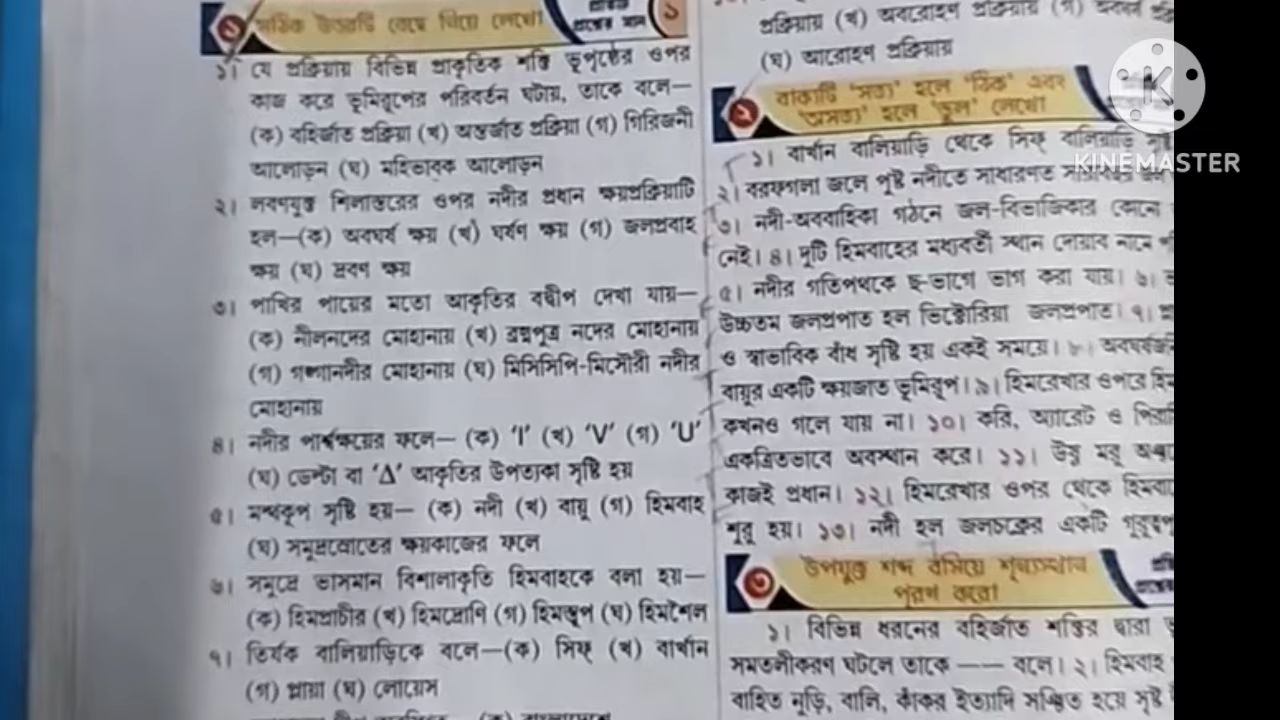 ১ সঠিক উত্তরটি বেছে নিয়ে লেখো।
প্রশ্নের মান ১
১। যে প্রক্রিয়ায় বিভিন্ন প্রাকৃতিক শক্তি ভূপৃষ্ঠের ওপর
কাজ করে ভূমিরূপের পরিবর্তন ঘটায়, তাকে বলে—
(ক) বহির্জাত প্রক্রিয়া (খ) অন্তর্জাত প্রক্রিয়া (গ) গিরিজনী
আলোড়ন (ঘ) মহিভাবক আলোড়ন
২। লবণযুক্ত শিলাস্তরের ওপর নদীর প্রধান ক্ষয়প্রক্রিয়াটি
হল—(ক) অবঘর্ষ ক্ষয় (খ) ঘর্ষণ ক্ষয় (গ) জলপ্রবাহ
ক্ষয় (ঘ) দ্রবণ ক্ষয়
৩। পাখির পায়ের মতো আকৃতির বদ্বীপ দেখা যায়—
(ক) নীলনদের মোহানায় (খ) ব্রহ্মপুত্র নদের মোহানায়
(গ) গঙ্গানদীর মোহানায় (ঘ) মিসিসিপি-মিসৌরী নদীর
মোহানায়
৪। নদীর পার্শ্বক্ষয়ের ফলে— (ক) 'I' (খ) 'V' (গ) 'U'
(ঘ) ডেল্টা বা 'Δ' আকৃতির উপত্যকা সৃষ্টি হয়
৫। মন্থকূপ সৃষ্টি হয়— (ক) নদী (খ) বায়ু (গ) হিমবাহ
(ঘ) সমুদ্রস্রোতের ক্ষয়কাজের ফলে
৬। সমুদ্রে ভাসমান বিশালাকৃতি হিমবাহকে বলা হয়—
(ক) হিমপ্রাচীর (খ) হিমশ্রেণি (গ) হিমস্তূপ (ঘ) হিমশৈল
৭। তির্যক বালিয়াড়িকে বলে—(ক) সিফ্ (খ) বার্খান
(গ) প্লায়া (ঘ) লোয়েস
প্রক্রিয়ায় (খ) অবরোহণ প্রক্রিয়ায় (গ) অবঘর্ষ
(ঘ) আরোহণ প্রক্রিয়ায়
২ বাক্যটি 'সত্য' হলে 'ঠিক' এবং
'অসত্য' হলে 'ভুল' লেখো।
১। বার্খান বালিয়াড়ি থেকে সিফ্ বালিয়াড়ি
২। বরফগলা জলে পুষ্ট নদীতে সাধারণত
৩। নদী-অববাহিকা গঠনে জল-বিভাজিকার কোনো
নেই। ৪। দুটি হিমবাহের মধ্যবর্তী স্থান দোয়াব নামে
৫। নদীর গতিপথকে ছ-ভাগে ভাগ করা যায়। ৬।
উচ্চতম জলপ্রপাত হল ভিক্টোরিয়া জলপ্রপাত। ৭।
ও স্বাভাবিক বাঁধ সৃষ্টি হয় একই সময়ে। ৮।
বায়ুর একটি ক্ষয়জাত ভূমিরূপ। ৯। হিমরেখার ওপরে
কখনও গলে যায় না। ১০। করি, অ্যারেট ও
একত্রিতভাবে অবস্থান করে। ১১। উষ্ণ মরু
কাজই প্রধান। ১২। হিমরেখার ওপর থেকে
শুরু হয়। ১৩। নদী হল জলচক্রের একটি
৩ উপযুক্ত শব্দ বসিয়ে শূন্যস্থান
পূরণ করো।
১। বিভিন্ন ধরনের বহির্জাত শক্তির দ্বারা
সমতলীকরণ ঘটলে তাকে —— বলে। ২। হিমবাহ
বাহিত নুড়ি, বালি, কাঁকর ইত্যাদি সঞ্চিত হয়ে সৃষ্ট
K
KINEMASTER